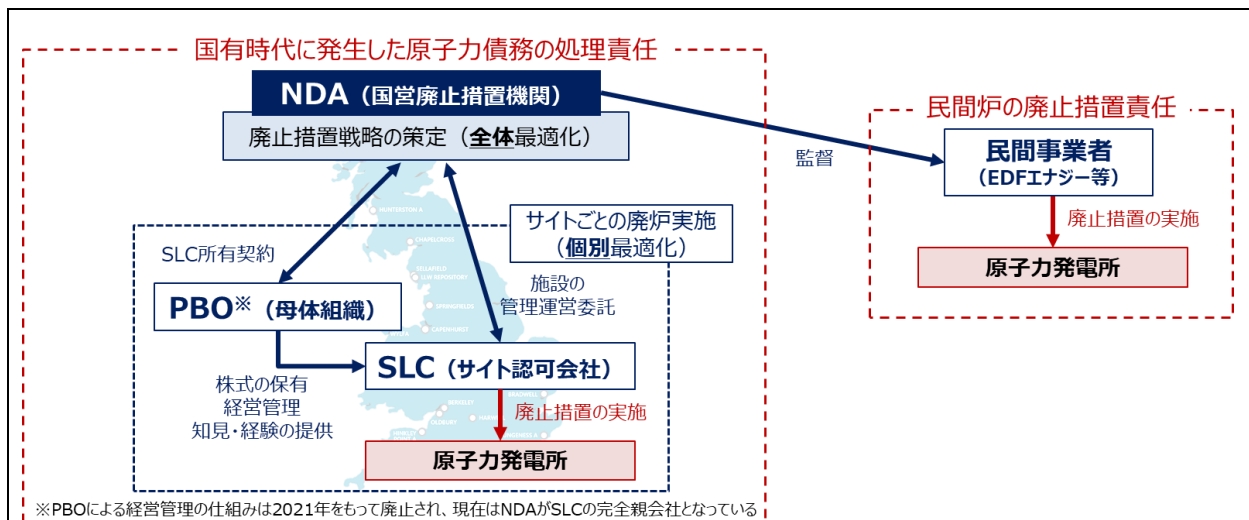 国有時代に発生した原子力債務の処理責任
NDA（国営廃止措置機関）
廃止措置戦略の策定（全体最適化）
監督
民間炉の廃止措置責任
民間事業者
（EDFエナジー等）
廃止措置の実施
原子力発電所
HUNTERSTON A
CHAPELCROSS
サイトごとの廃炉実施
（個別最適化）
SLC所有契約
SELLAFIELD
LLW REPOSITORY
施設の
管理運営委託
PBO※（母体組織）
SPRINGFIELDS
CAPENHURST
SLC（サイト認可会社）
株式の保有
経営管理
知見・経験の提供
BRADWELL
BERKELEY
OLDBURY
廃止措置の実施
原子力発電所
※PBOによる経営管理の仕組みは2021年をもって廃止され、現在はNDAがSLCの完全親会社となっている